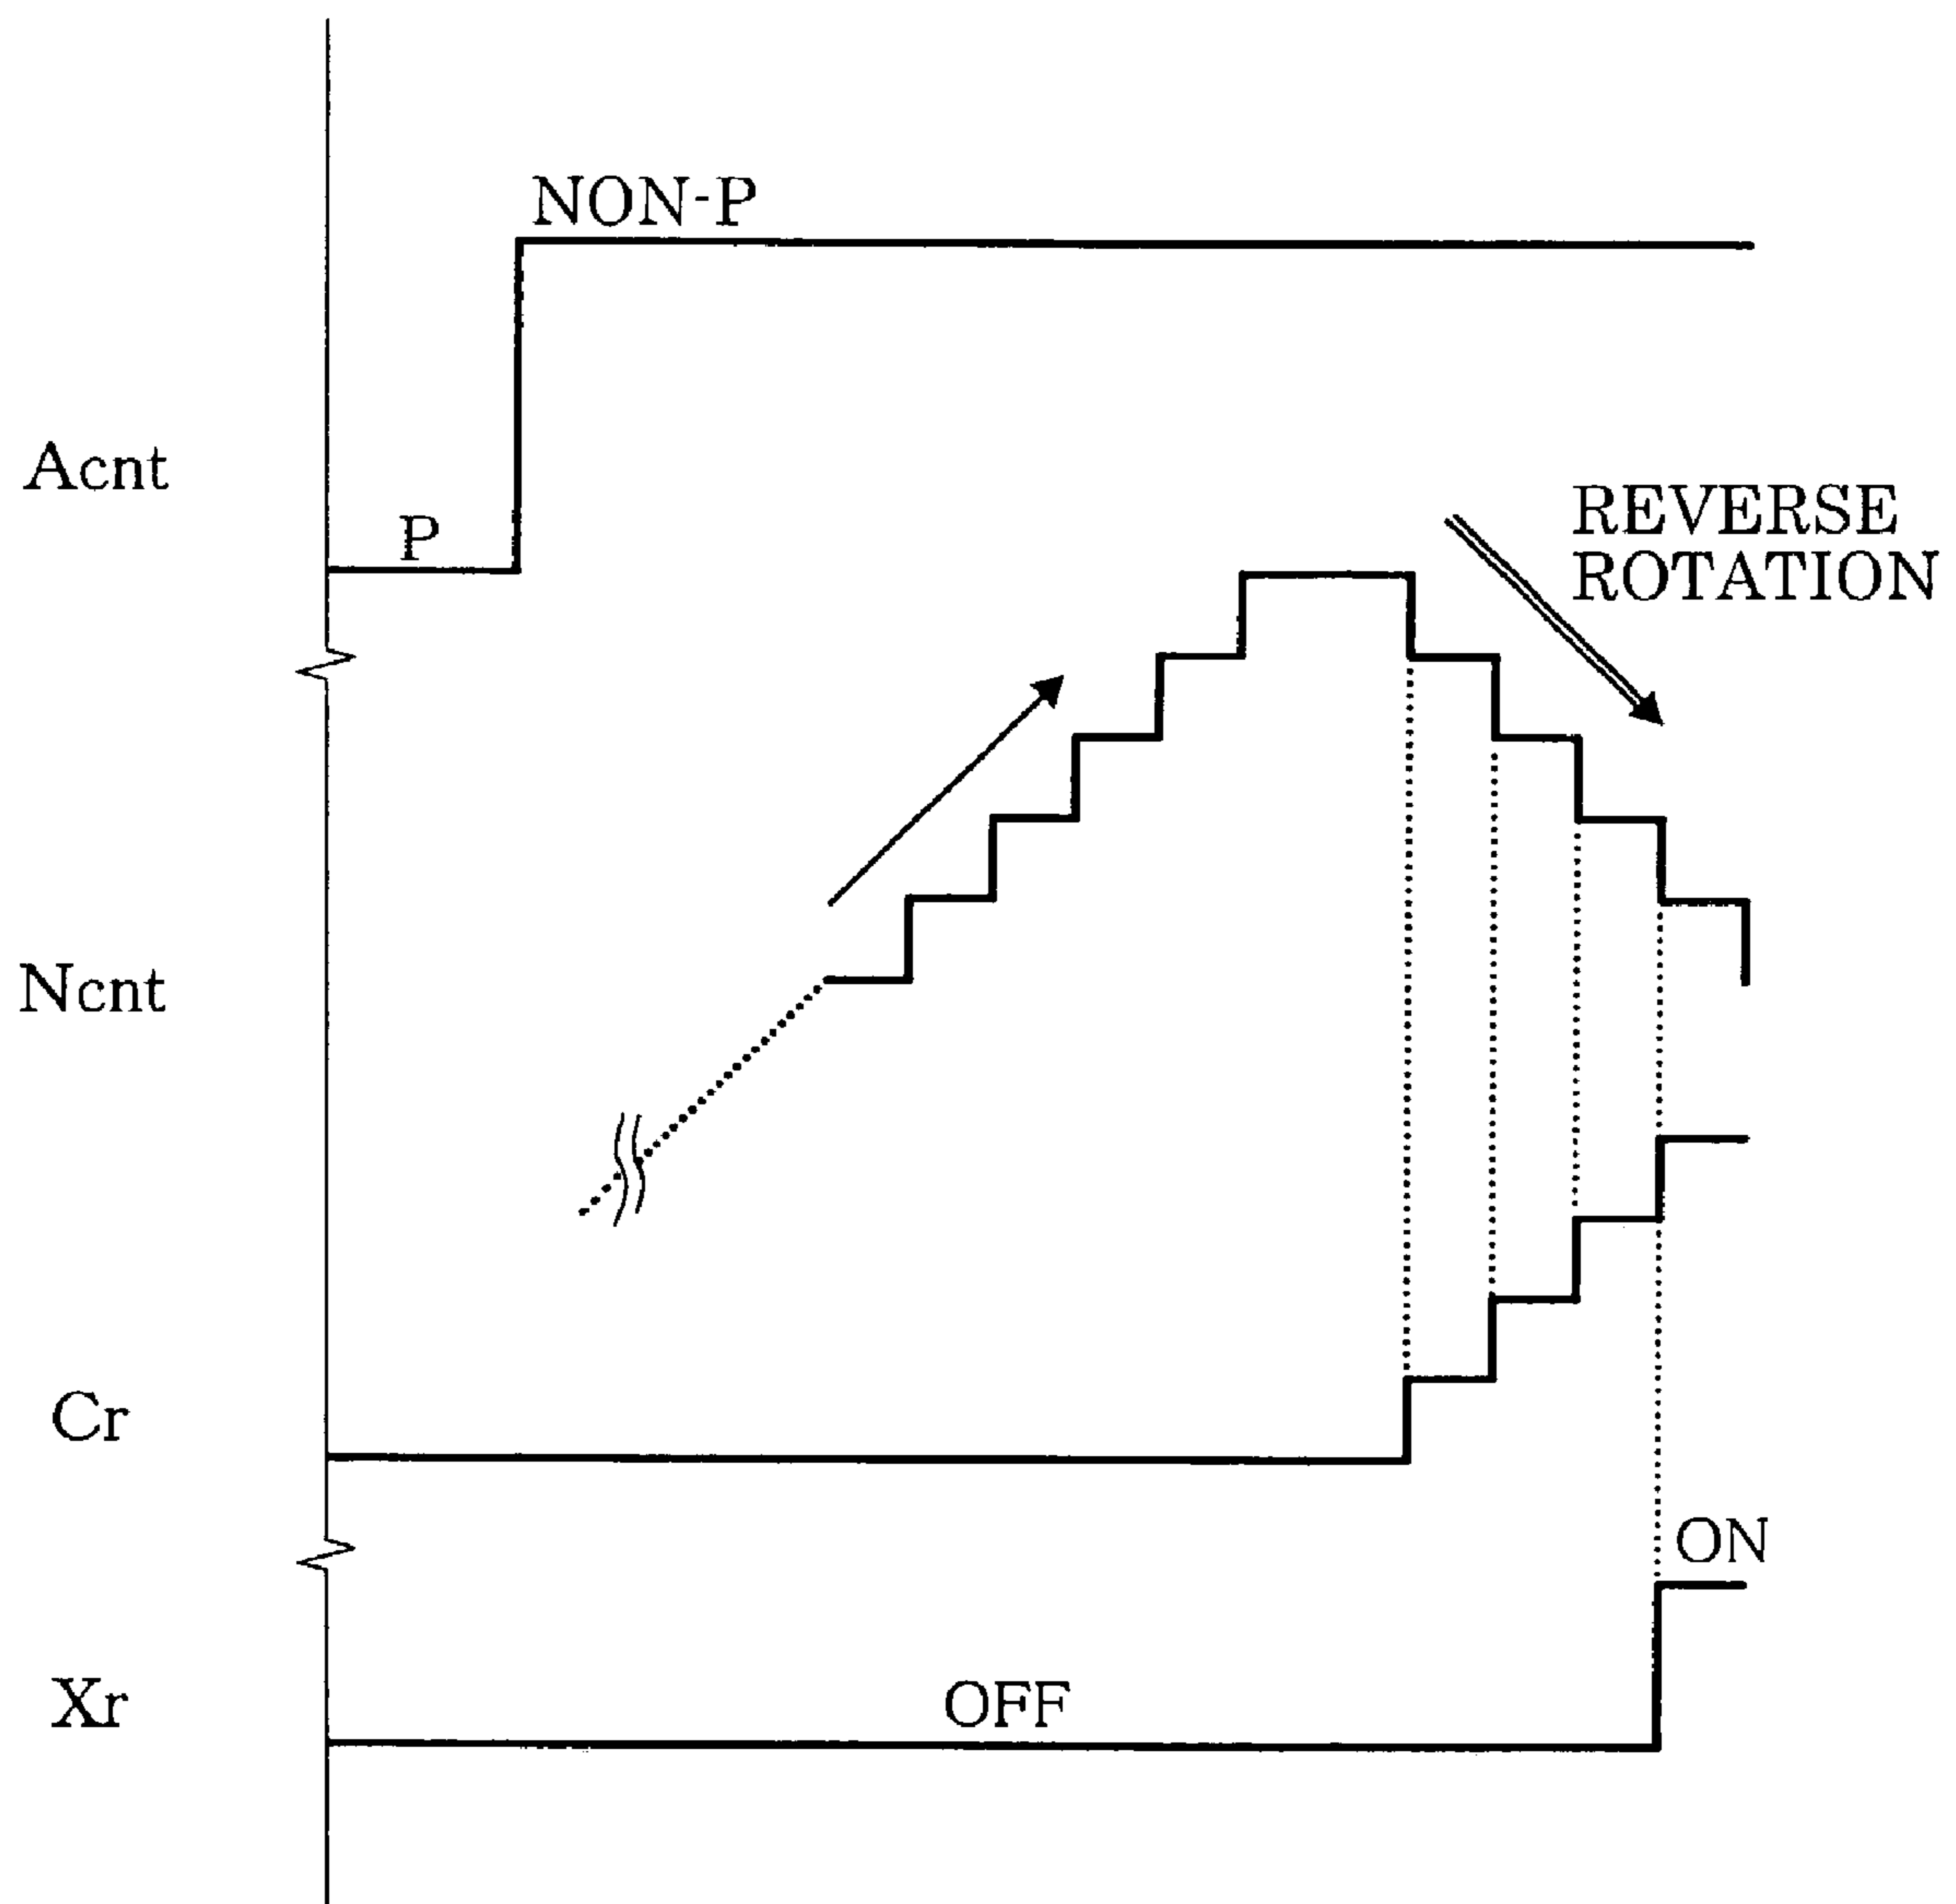 NON-P
Acnt
P
REVERSE
ROTATION
Ncnt
Cr
ON
Xr
OFF